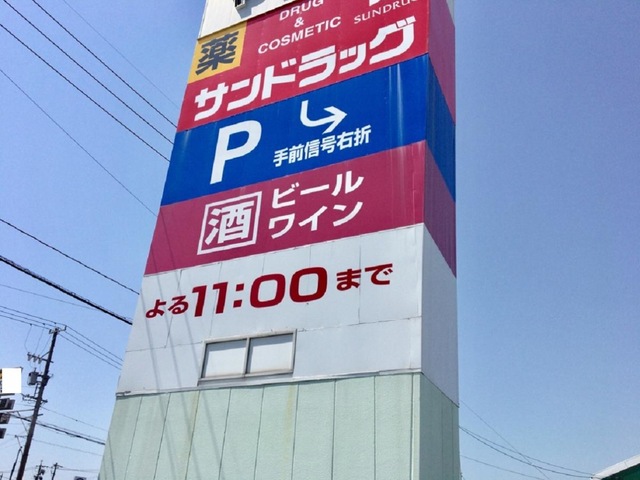 DRUG
&
COSMETIC
SUNDRUG
薬
サンドラッグ
P
手前信号右折
酒
ビール
ワイン
よる11:00まで